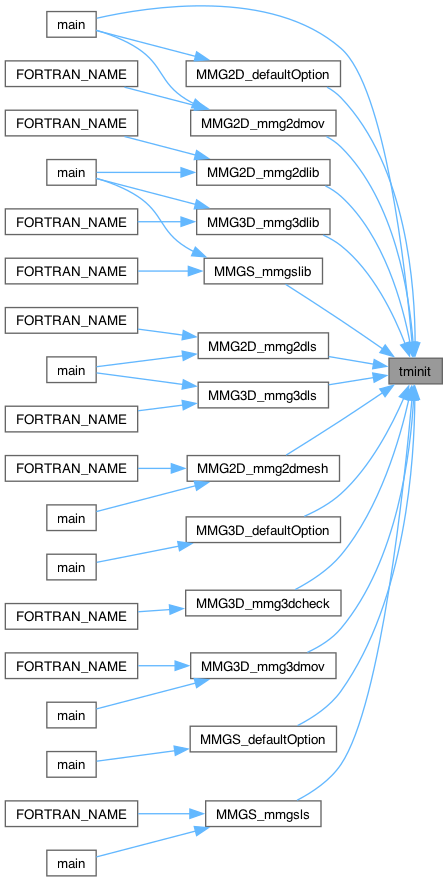 main
FORTRAN_NAME
MMG2D_defaultOption
FORTRAN_NAME
MMG2D_mmg2dmov
main
MMG2D_mmg2dlib
FORTRAN_NAME
MMG3D_mmg3dlib
FORTRAN_NAME
MMGS_mmgslib
FORTRAN_NAME
MMG2D_mmg2dls
main
tminit
MMG3D_mmg3dls
FORTRAN_NAME
FORTRAN_NAME
MMG2D_mmg2dmesh
main
MMG3D_defaultOption
main
MMG3D_mmg3dcheck
FORTRAN_NAME
FORTRAN_NAME
MMG3D_mmg3dmov
main
MMGS_defaultOption
main
FORTRAN_NAME
MMGS_mmgsls
main